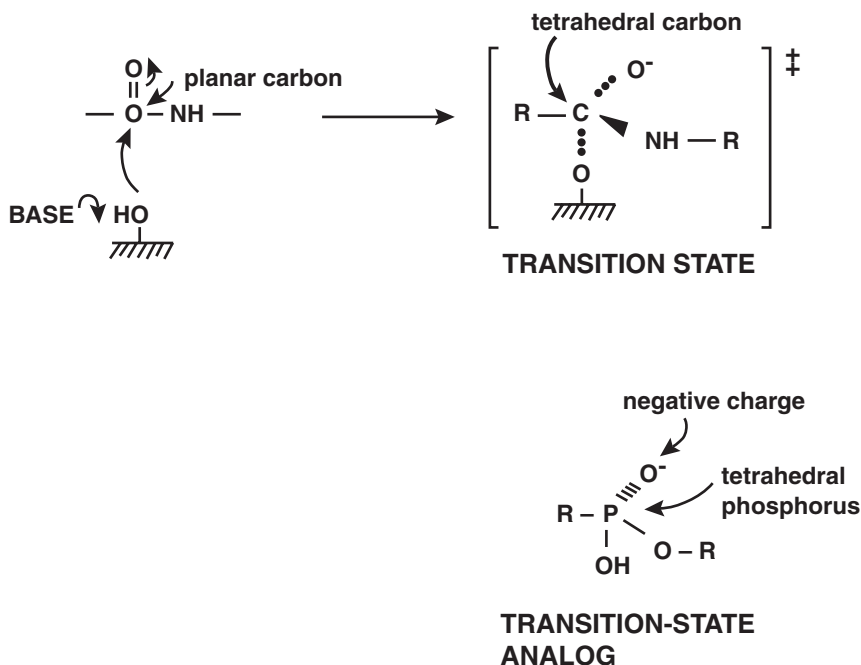 tetrahedral carbon
O
planar carbon
O NH
BASE HO
O-
R C
NH R
O
‡
TRANSITION STATE
negative charge
O-
tetrahedral
phosphorus
R P
O R
OH
TRANSITION-STATE
ANALOG